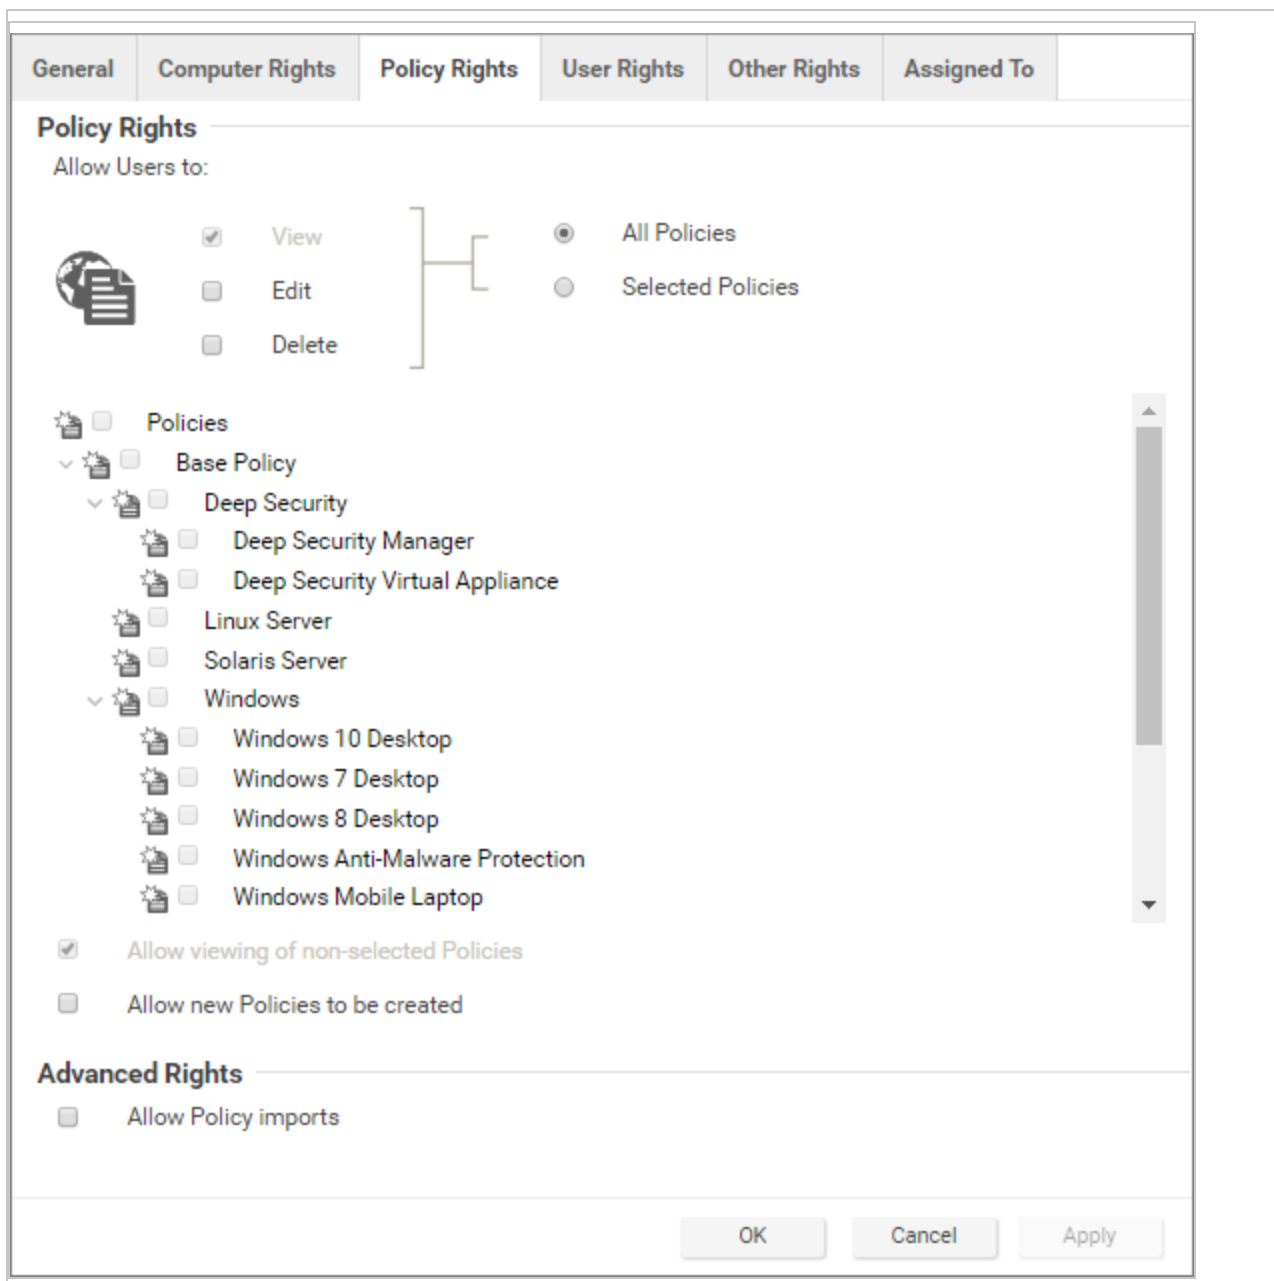 General Computer Rights Policy Rights User Rights Other Rights Assigned To
Policy Rights
Allow Users to:
View
All Policies
Edit
Selected Policies
Delete
Policies
Base Policy
Deep Security
Deep Security Manager
Deep Security Virtual Appliance
Linux Server
Solaris Server
Windows
Windows 10 Desktop
Windows 7 Desktop
Windows 8 Desktop
Windows Anti-Malware Protection
Windows Mobile Laptop
Allow viewing of non-selected Policies
Allow new Policies to be created
Advanced Rights
Allow Policy imports
OK Cancel Apply